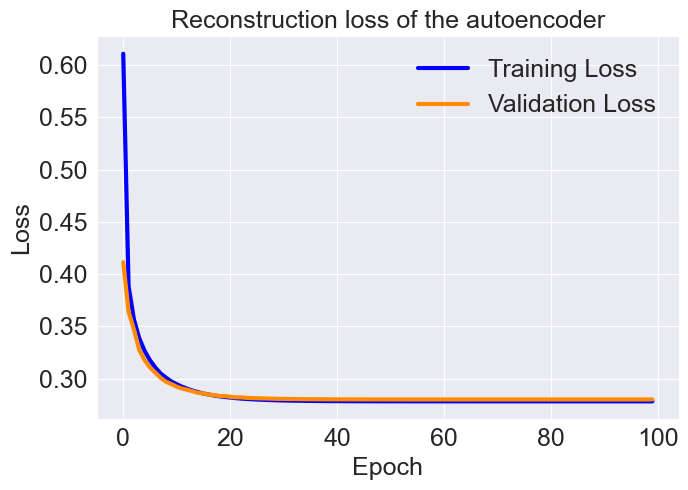 Reconstruction loss of the autoencoder
Training Loss
Validation Loss
0.60
0.55
0.50
0.45
0.40
0.35
0.30
Loss
0 20 40 60 80 100
Epoch